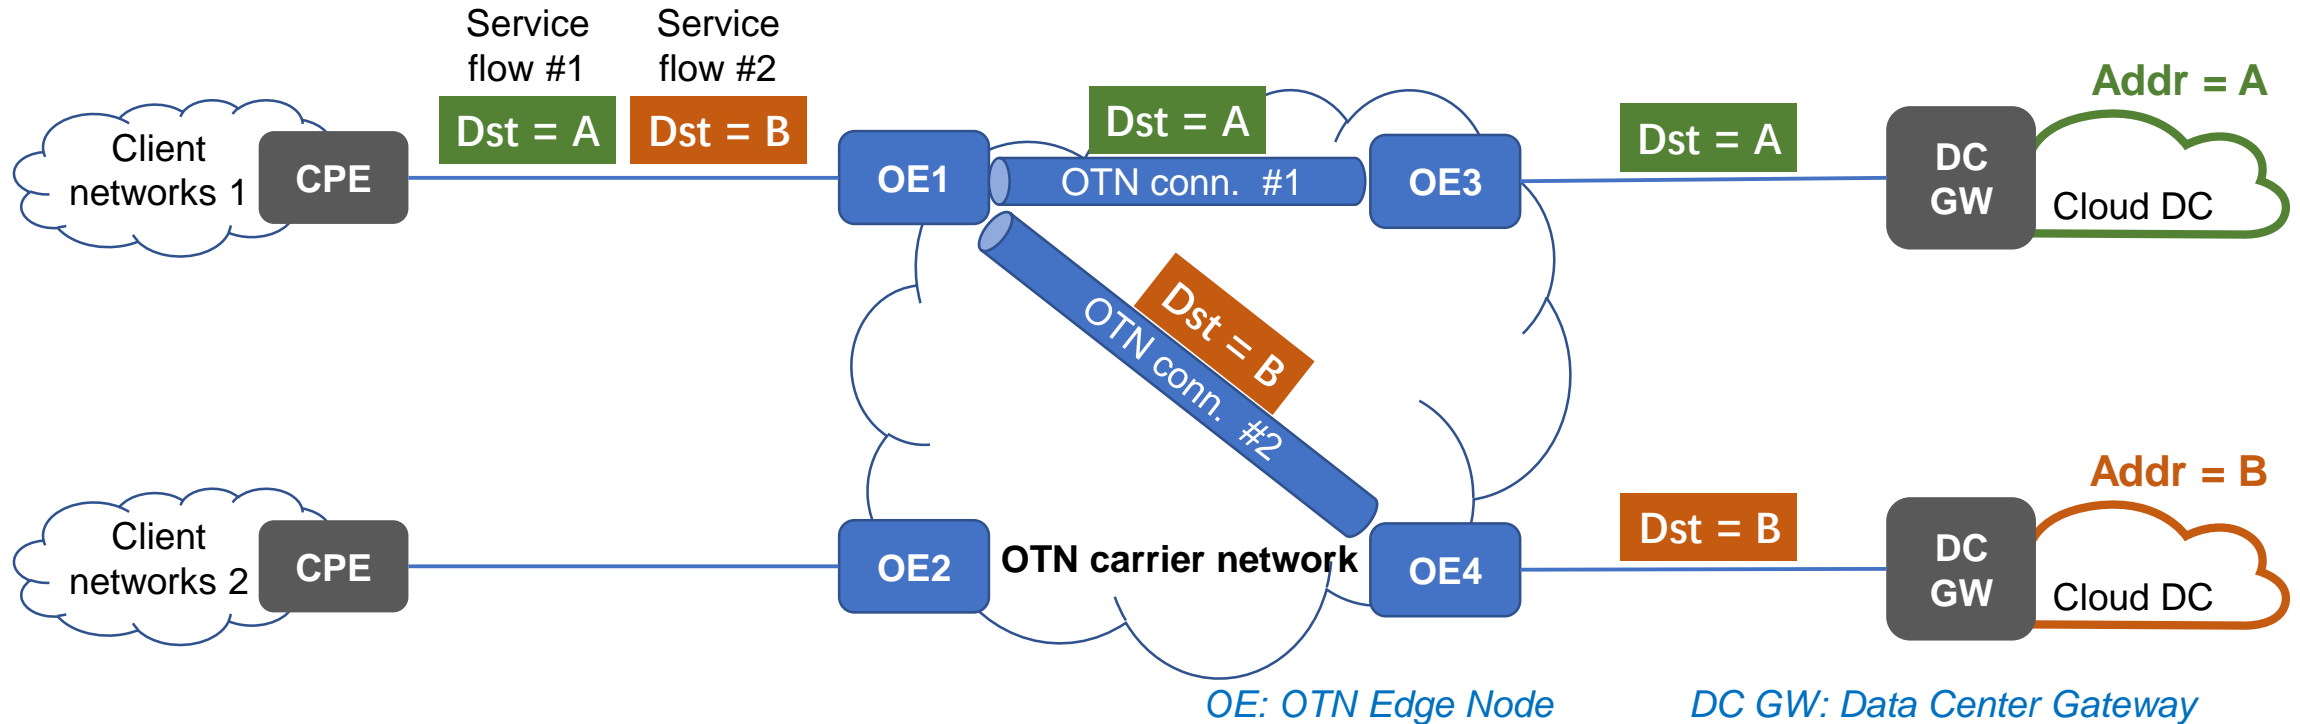 Service
flow #1
Service
flow #2
Dst = A
Dst = B
Dst = A
Dst = A
Addr = A
Client
networks 1
CPE
OE1
OTN conn. #1
OE3
DC
GW
Cloud DC
Dst = B
OTN conn. #2
Client
networks 2
CPE
OE2
OTN carrier network
OE4
Dst = B
DC
GW
Addr = B
Cloud DC
OE: OTN Edge Node
DC GW: Data Center Gateway